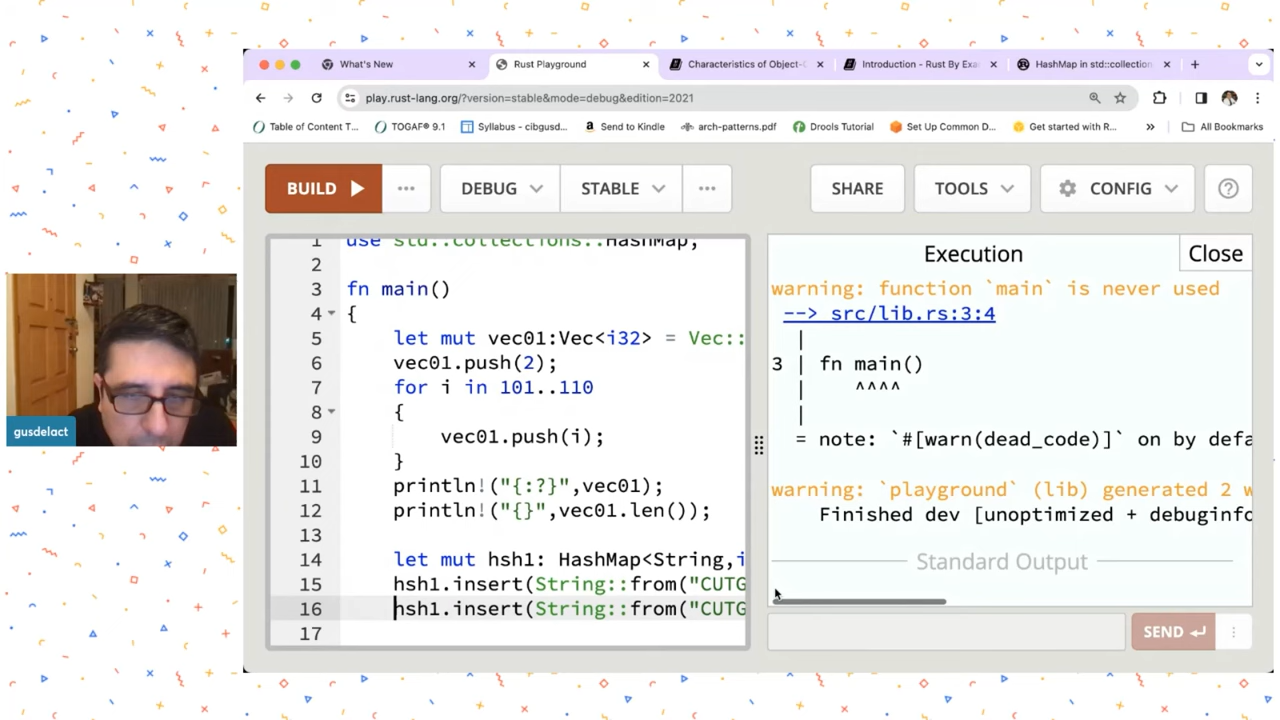 What's New
Rust Playground
Characteristics of Object-
Introduction - Rust By Exa
HashMap in std::collection
play.rust-lang.org/?version=stable&mode=debug&edition=2021
Table of Content T...
TOGAF® 9.1
Syllabus - cibgusd...
Send to Kindle
arch-patterns.pdf
Drools Tutorial
Set Up Common D...
Get started with R...
All Bookmarks
BUILD
DEBUG
STABLE
SHARE
TOOLS
CONFIG
1 use std::collections::HashMap;
2
3 fn main()
4 {
5 let mut vec01:Vec<i32> = Vec::
6 vec01.push(2);
7 for i in 101..110
8 {
9 vec01.push(i);
10 }
11 println!("{:?}",vec01);
12 println!("{}",vec01.len());
13
14 let mut hsh1: HashMap<String,i
15 hsh1.insert(String::from("CUTG
16 hsh1.insert(String::from("CUTG
17
Execution
Close
warning: function `main` is never used
--> src/lib.rs:3:4
|
3 | fn main()
| ^^^^
|
= note: `#[warn(dead_code)]` on by defa
warning: `playground` (lib) generated 2 w
Finished dev [unoptimized + debuginfo
Standard Output
SEND
gusdelact